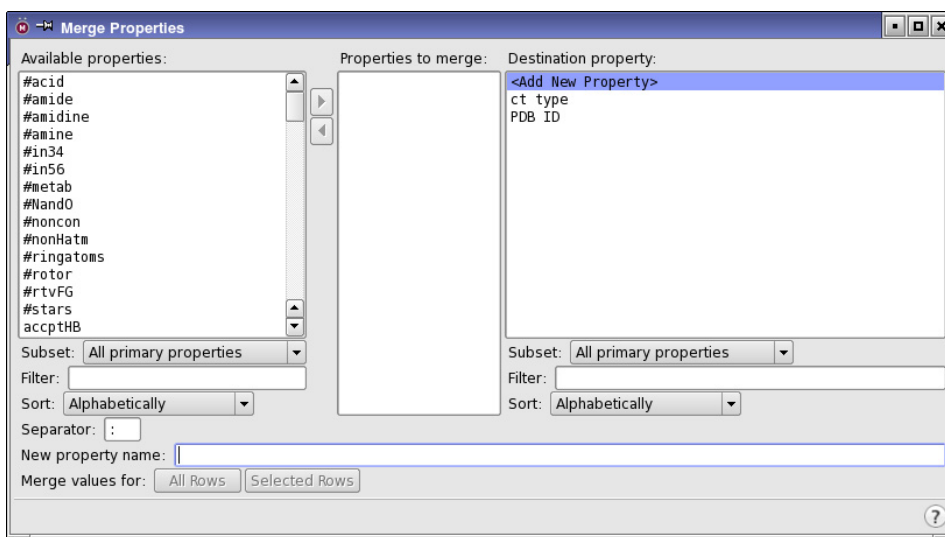 Merge Properties
Available properties:
Properties to merge:
Destination property:
#acid
#amide
#amidine
#amine
#in34
#in56
#metab
#NandO
#noncon
#nonHatm
#ringatoms
#rotor
#rtvFG
#stars
accptHB
<Add New Property>
ct type
PDB ID
Subset: All primary properties
Filter:
Sort: Alphabetically
Subset: All primary properties
Filter:
Sort: Alphabetically
Separator: :
New property name:
Merge values for: All Rows Selected Rows
?